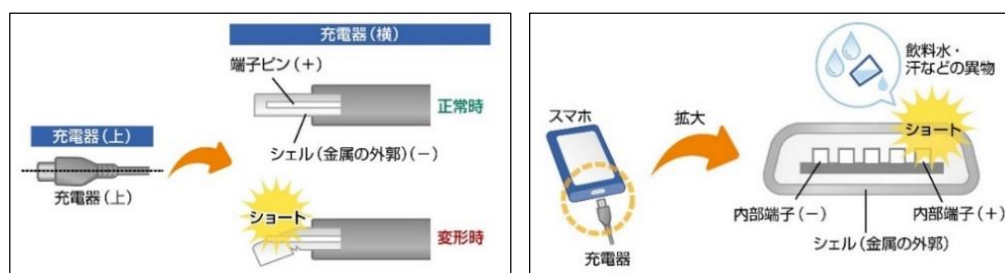 充電器(横)
端子ピン(+)
正常時
シェル(金属の外郭)(-)
充電器(上)
充電器(上)
ショート
変形時
飲料水・
汗などの異物
スマホ
拡大
ショート
内部端子(-)
内部端子(+)
シェル(金属の外郭)
充電器